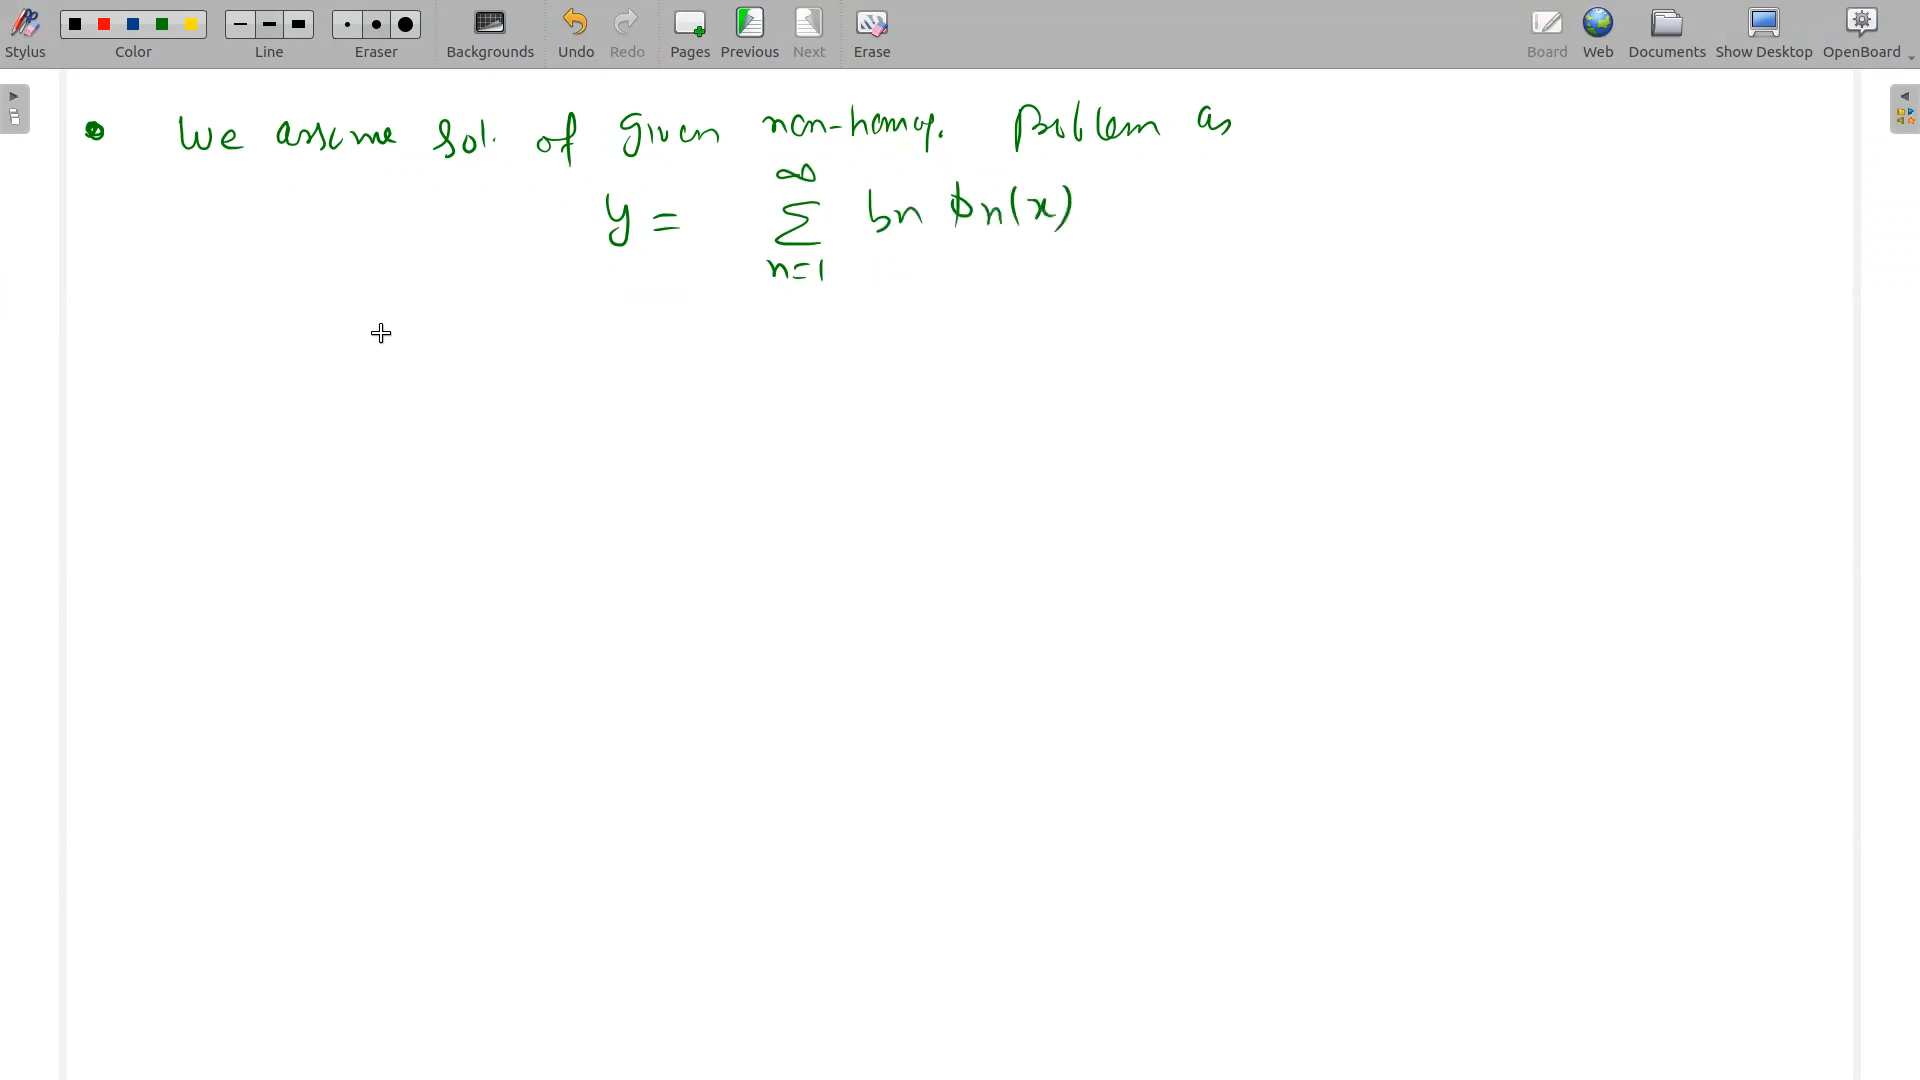 Stylus Color Line Eraser Backgrounds Undo Redo Pages Previous Next Erase Board Web Documents Show Desktop OpenBoard
We assume Sol. of Given non-homog. Problem as
y = ∞ ∑ n=1 bn ϕn(x)